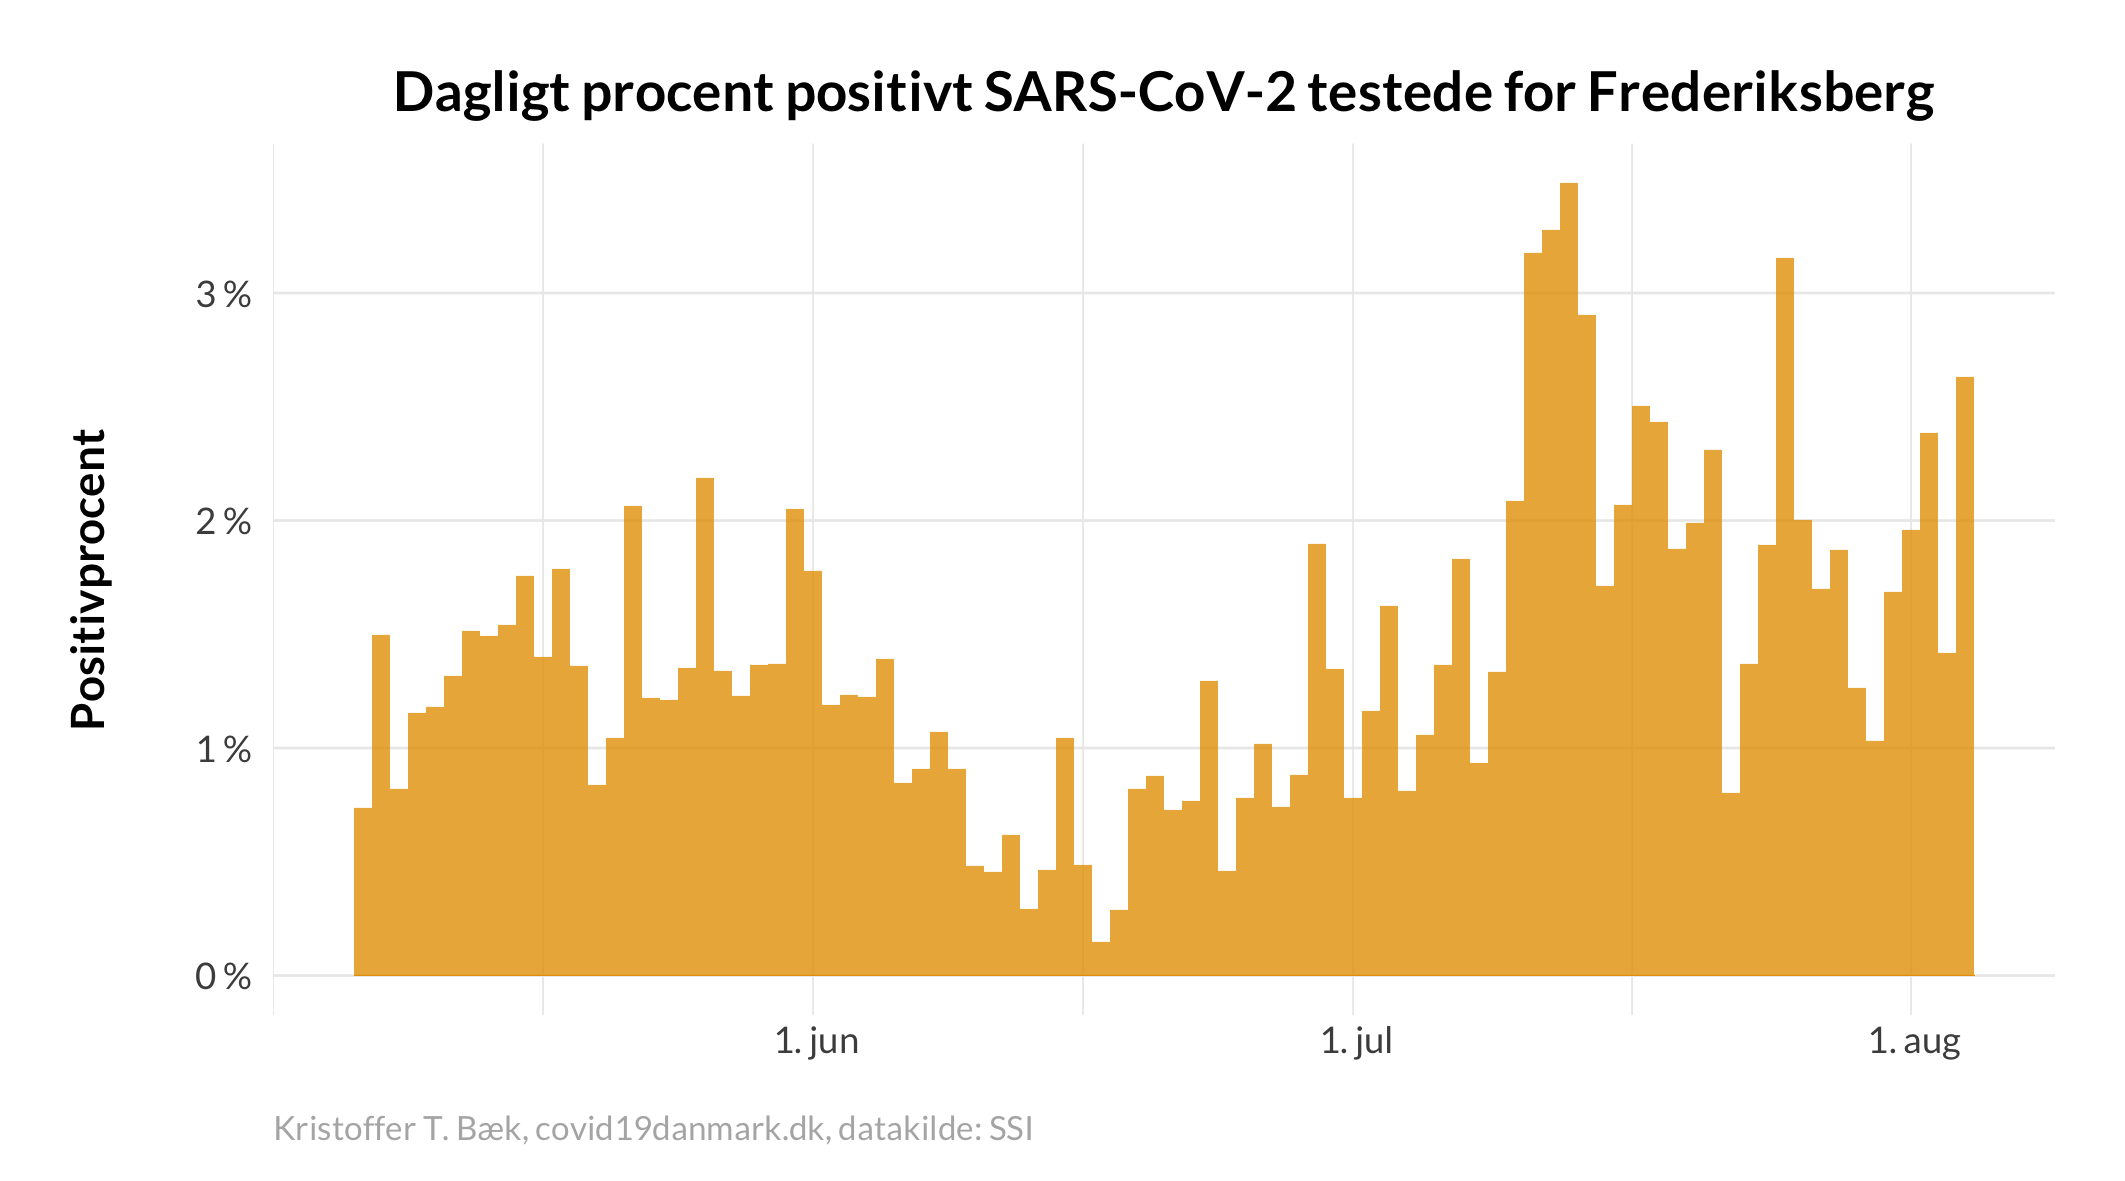 Dagligt procent positivt SARS-CoV-2 testede for Frederiksberg
Positivprocent
3 %
2 %
1 %
0 %
1. jun
1. jul
1. aug
Kristoffer T. Bæk, covid19danmark.dk, datakilde: SSI